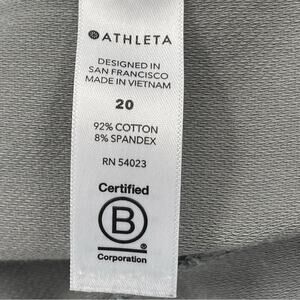 ATHLETA
DESIGNED IN
SAN FRANCISCO
MADE IN VIETNAM
20
92% COTTON
8% SPANDEX
RN 54023
Certified
B
®
Corporation